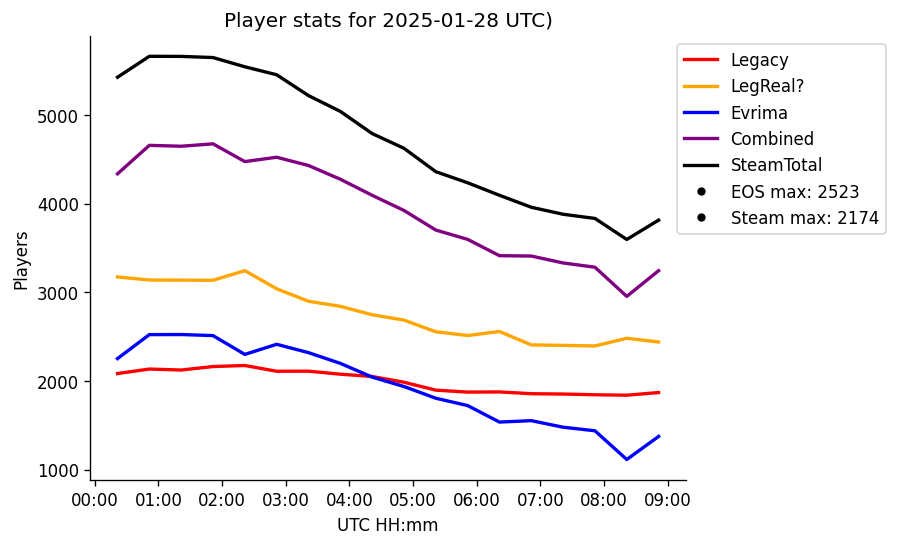 Player stats for 2025-01-28 UTC)
Legacy
LegReal?
Evrima
Combined
SteamTotal
EOS max: 2523
Steam max: 2174
Players
5000
4000
3000
2000
1000
00:00 01:00 02:00 03:00 04:00 05:00 06:00 07:00 08:00 09:00
UTC HH:mm